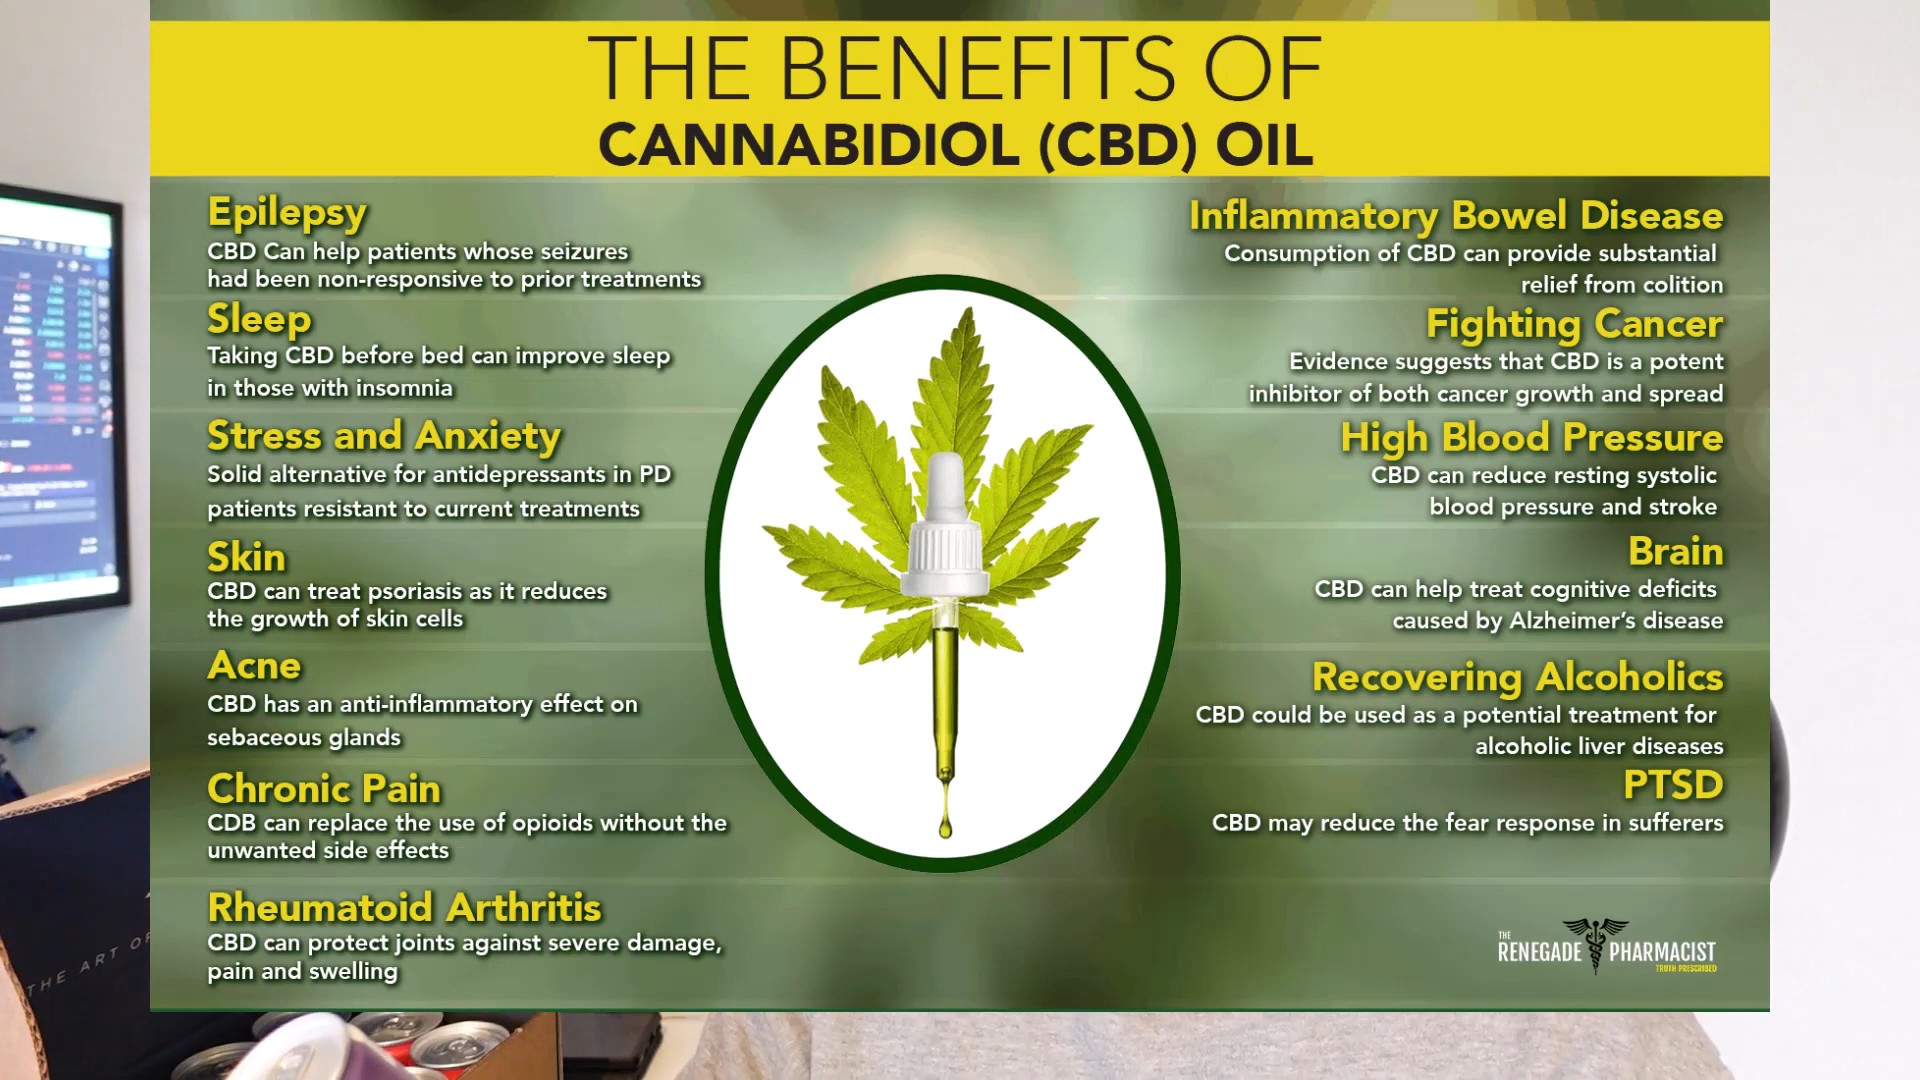 THE BENEFITS OF
CANNABIDIOL (CBD) OIL
Epilepsy
CBD Can help patients whose seizures
had been non-responsive to prior treatments
Sleep
Taking CBD before bed can improve sleep
in those with insomnia
Stress and Anxiety
Solid alternative for antidepressants in PD
patients resistant to current treatments
Skin
CBD can treat psoriasis as it reduces
the growth of skin cells
Acne
CBD has an anti-inflammatory effect on
sebaceous glands
Chronic Pain
CDB can replace the use of opioids without the
unwanted side effects
Rheumatoid Arthritis
CBD can protect joints against severe damage,
pain and swelling
Inflammatory Bowel Disease
Consumption of CBD can provide substantial
relief from colition
Fighting Cancer
Evidence suggests that CBD is a potent
inhibitor of both cancer growth and spread
High Blood Pressure
CBD can reduce resting systolic
blood pressure and stroke
Brain
CBD can help treat cognitive deficits
caused by Alzheimer's disease
Recovering Alcoholics
CBD could be used as a potential treatment for
alcoholic liver diseases
PTSD
CBD may reduce the fear response in sufferers
THE
RENEGADE PHARMACIST
TRUTH PRESCRIBED
THE ART OF